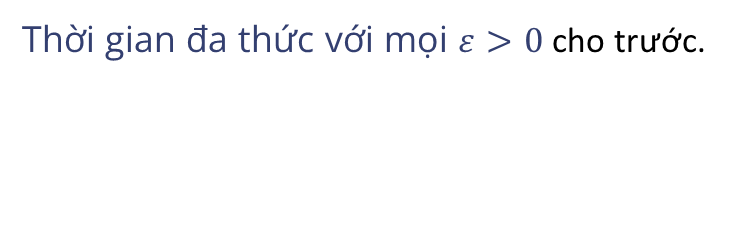 Thời gian đa thức với mọi ε > 0 cho trước.